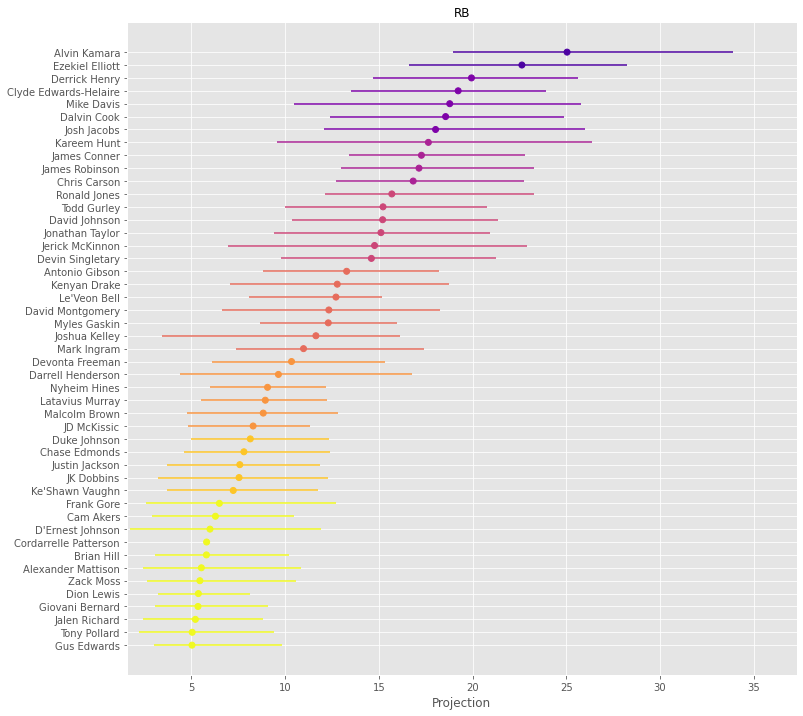 RB
Alvin Kamara
Ezekiel Elliott
Derrick Henry
Clyde Edwards-Helaire
Mike Davis
Dalvin Cook
Josh Jacobs
Kareem Hunt
James Conner
James Robinson
Chris Carson
Ronald Jones
Todd Gurley
David Johnson
Jonathan Taylor
Jerick McKinnon
Devin Singletary
Antonio Gibson
Kenyan Drake
Le'Veon Bell
David Montgomery
Myles Gaskin
Joshua Kelley
Mark Ingram
Devonta Freeman
Darrell Henderson
Nyheim Hines
Latavius Murray
Malcolm Brown
JD McKissic
Duke Johnson
Chase Edmonds
Justin Jackson
JK Dobbins
Ke'Shawn Vaughn
Frank Gore
Cam Akers
D'Ernest Johnson
Cordarrelle Patterson
Brian Hill
Alexander Mattison
Zack Moss
Dion Lewis
Giovani Bernard
Jalen Richard
Tony Pollard
Gus Edwards
5 10 15 20 25 30 35
Projection